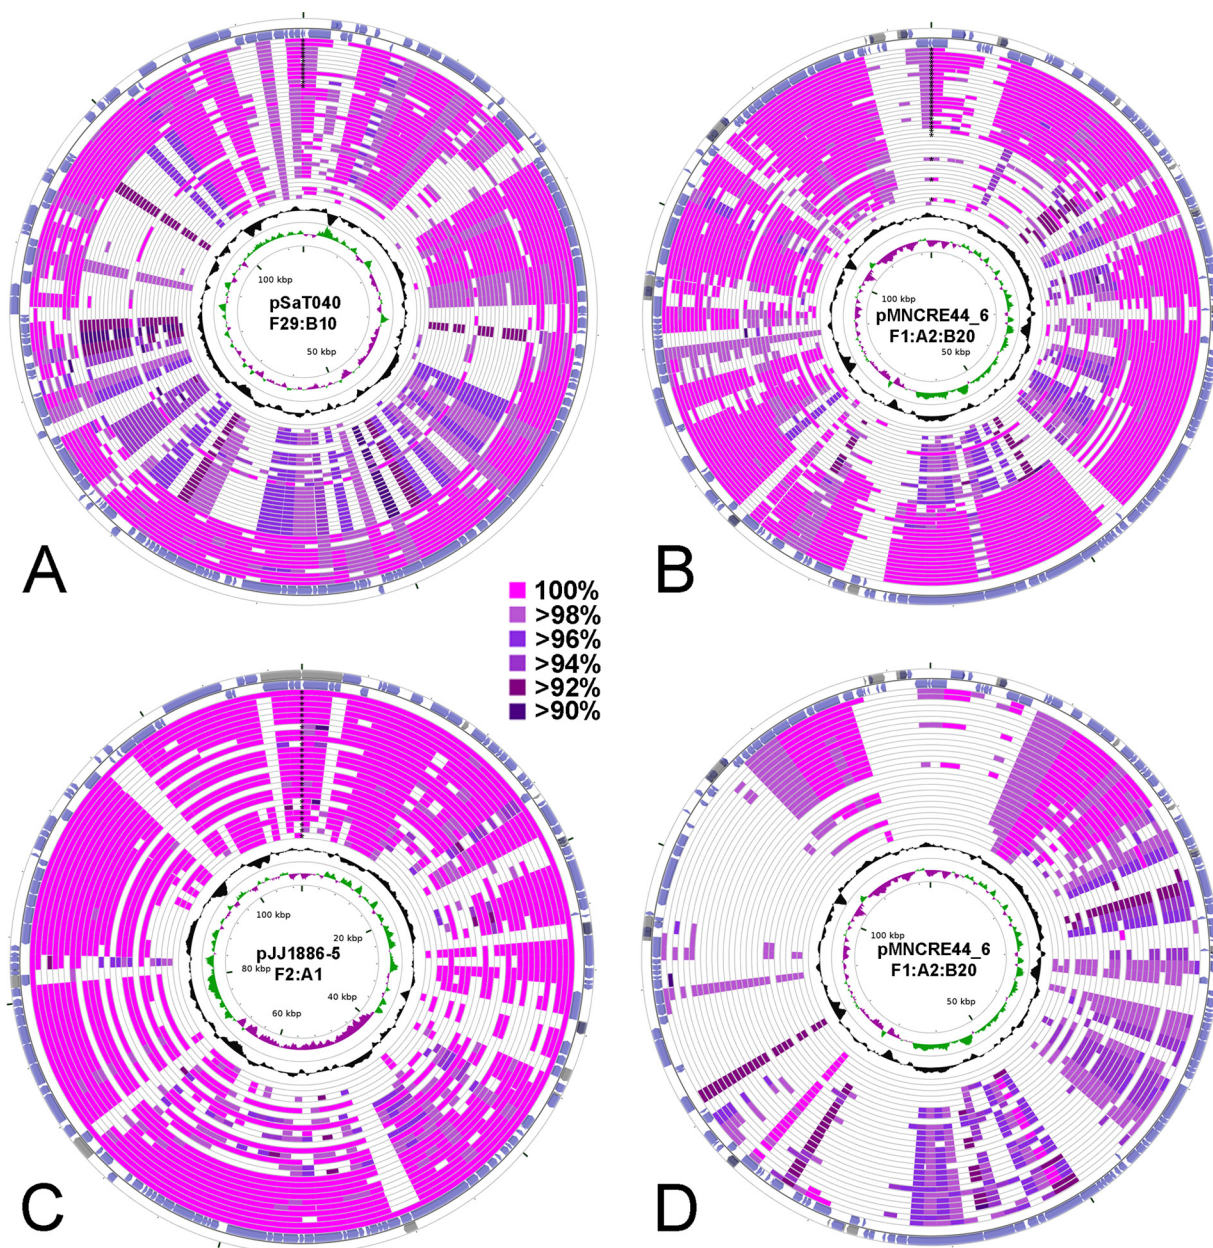 100 kbp
pSaT040
F29:B10
50 kbp
A
100 kbp
pMNCRE44_6
F1:A2:B20
50 kbp
B
100%
>98%
>96%
>94%
>92%
>90%
100 kbp
20 kbp
pJJ1886-5
F2:A1
80 kbp
40 kbp
60 kbp
C
100 kbp
pMNCRE44_6
F1:A2:B20
50 kbp
D